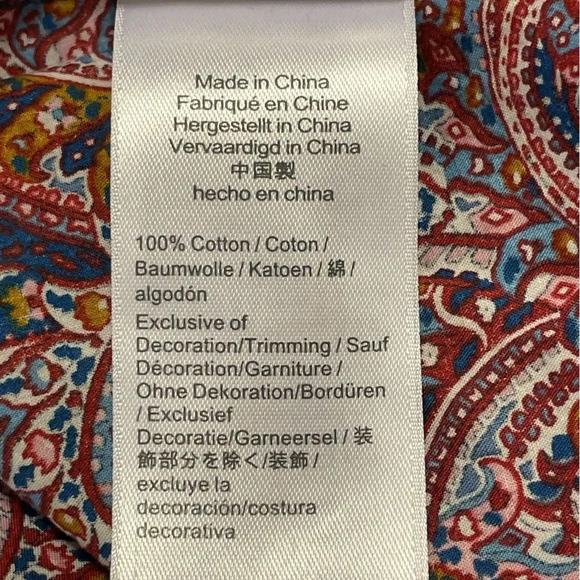 Made in China
Fabriqué en Chine
Hergestellt in China
Vervaardigd in China
中国製
hecho en china
100% Cotton / Coton /
Baumwolle / Katoen / 綿 /
algodón
Exclusive of
Decoration/Trimming / Sauf
Décoration/Garniture /
Ohne Dekoration/Bordüren
/ Exclusief
Decoratie/Garneersel / 装
飾部分を除く/装飾 /
excluye la
decoración/costura
decorativa